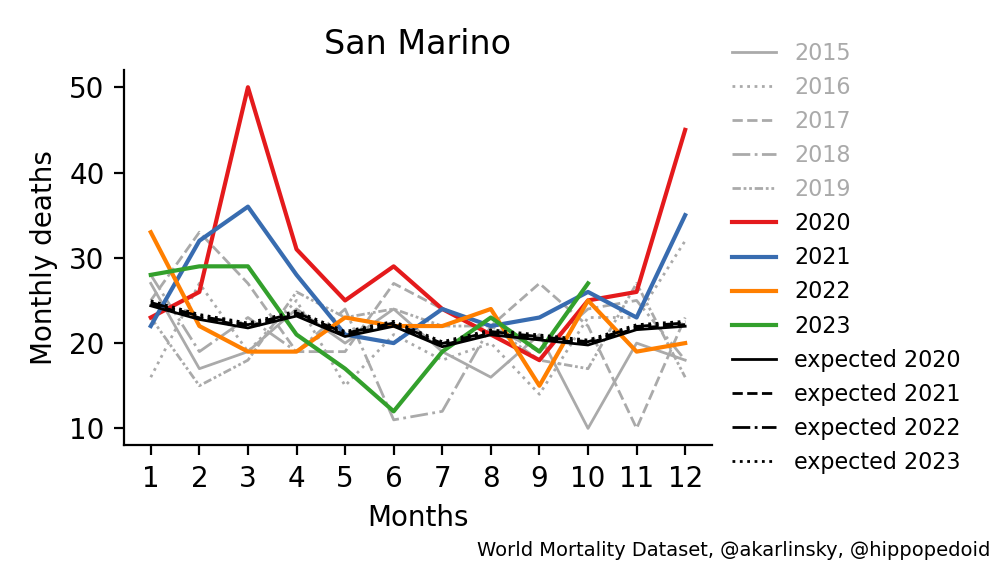 San Marino
Monthly deaths
50
40
30
20
10
1 2 3 4 5 6 7 8 9 10 11 12
Months
2015
2016
2017
2018
2019
2020
2021
2022
2023
expected 2020
expected 2021
expected 2022
expected 2023
World Mortality Dataset, @akarlinsky, @hippopedoid